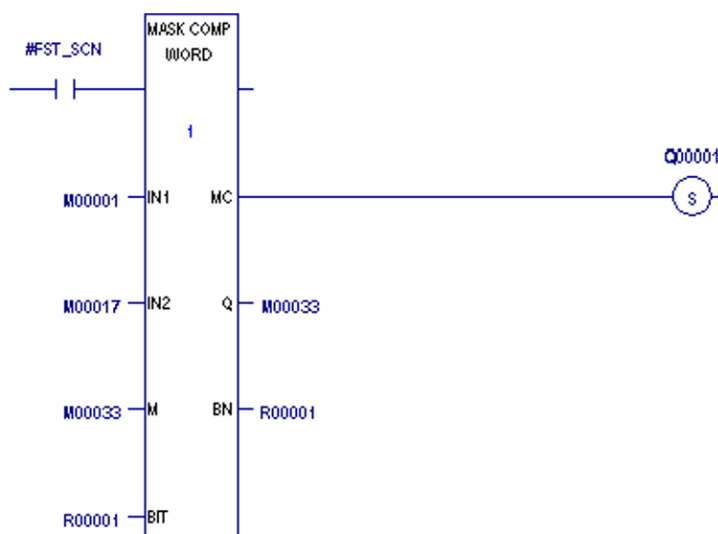 MASK COMP
#FST_SCN WORD
1
Q00001
M00001 IN1 MC S
M00017 IN2 Q M00033
M00033 M BN R00001
R00001 BIT